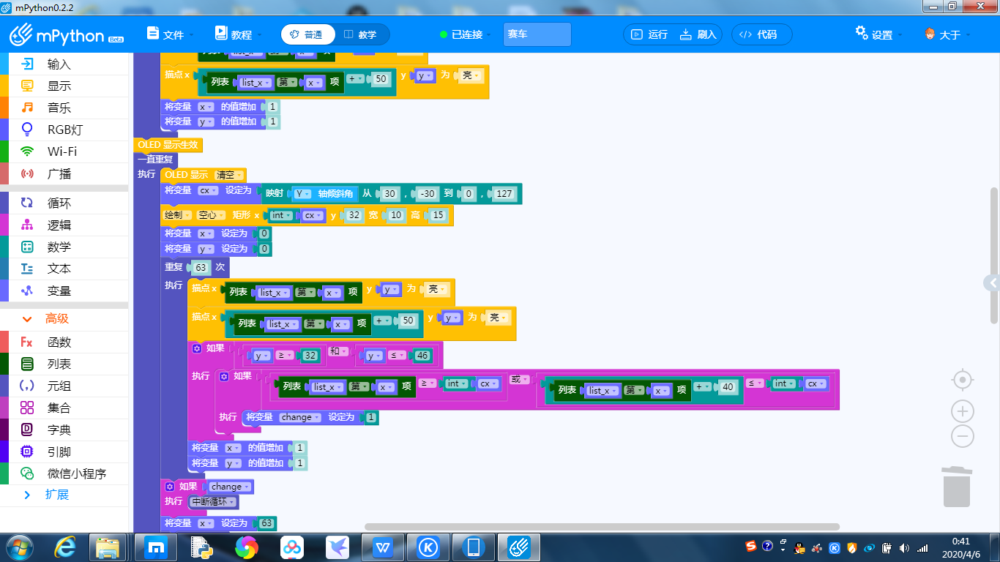 mPython0.2.2
mPython Beta 文件 教程 普通 教学 已连接 赛车 运行 刷入 </> 代码 设置 大于
输入
显示
音乐
RGB灯
Wi-Fi
广播
循环
逻辑
数学
文本
变量
高级
Fx 函数
列表
元组
集合
字典
引脚
微信小程序
扩展
描点 x 列表 list_x 第 x 项 + 50 y y 为 亮
将变量 x 的值增加 1
将变量 y 的值增加 1
OLED 显示生效
一直重复
执行 OLED 显示 清空
将变量 cx 设定为 映射 Y 轴倾斜角 从 30 , -30 到 0 , 127
绘制 空心 矩形 x int cx y 32 宽 10 高 15
将变量 x 设定为 0
将变量 y 设定为 0
重复 63 次
执行 描点 x 列表 list_x 第 x 项 y y 为 亮
描点 x 列表 list_x 第 x 项 + 50 y y 为 亮
如果 y ≥ 32 和 y ≤ 46
执行 如果 列表 list_x 第 x 项 ≥ int cx 或 列表 list_x 第 x 项 + 40 ≤ int cx
执行 将变量 change 设定为 1
将变量 x 的值增加 1
将变量 y 的值增加 1
如果 change
执行 中断循环
将变量 x 设定为 63
0:41
2020/4/6